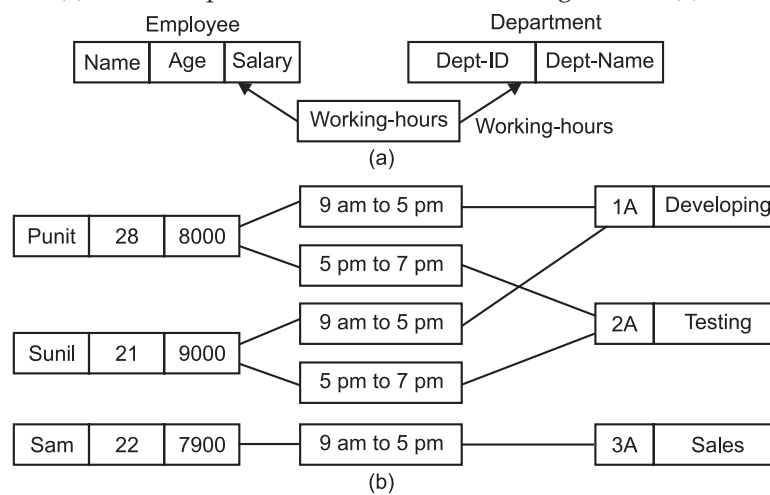 Employee Department
Name Age Salary Dept-ID Dept-Name
Working-hours Working-hours
(a)
9 am to 5 pm 1A Developing
Punit 28 8000
5 pm to 7 pm
9 am to 5 pm
2A Testing
Sunil 21 9000
5 pm to 7 pm
Sam 22 7900 9 am to 5 pm 3A Sales
(b)